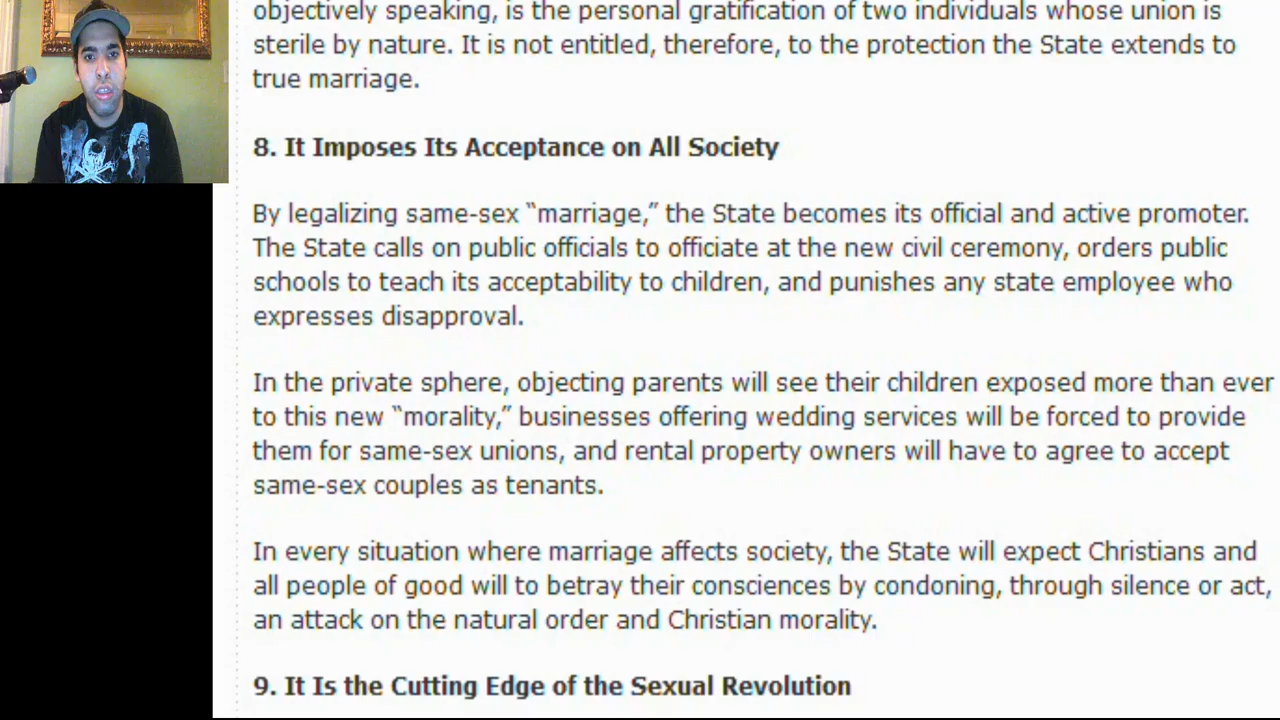 objectively speaking, is the personal gratification of two individuals whose union is
sterile by nature. It is not entitled, therefore, to the protection the State extends to
true marriage.
8. It Imposes Its Acceptance on All Society
By legalizing same-sex “marriage,” the State becomes its official and active promoter.
The State calls on public officials to officiate at the new civil ceremony, orders public
schools to teach its acceptability to children, and punishes any state employee who
expresses disapproval.
In the private sphere, objecting parents will see their children exposed more than ever
to this new “morality,” businesses offering wedding services will be forced to provide
them for same-sex unions, and rental property owners will have to agree to accept
same-sex couples as tenants.
In every situation where marriage affects society, the State will expect Christians and
all people of good will to betray their consciences by condoning, through silence or act,
an attack on the natural order and Christian morality.
9. It Is the Cutting Edge of the Sexual Revolution